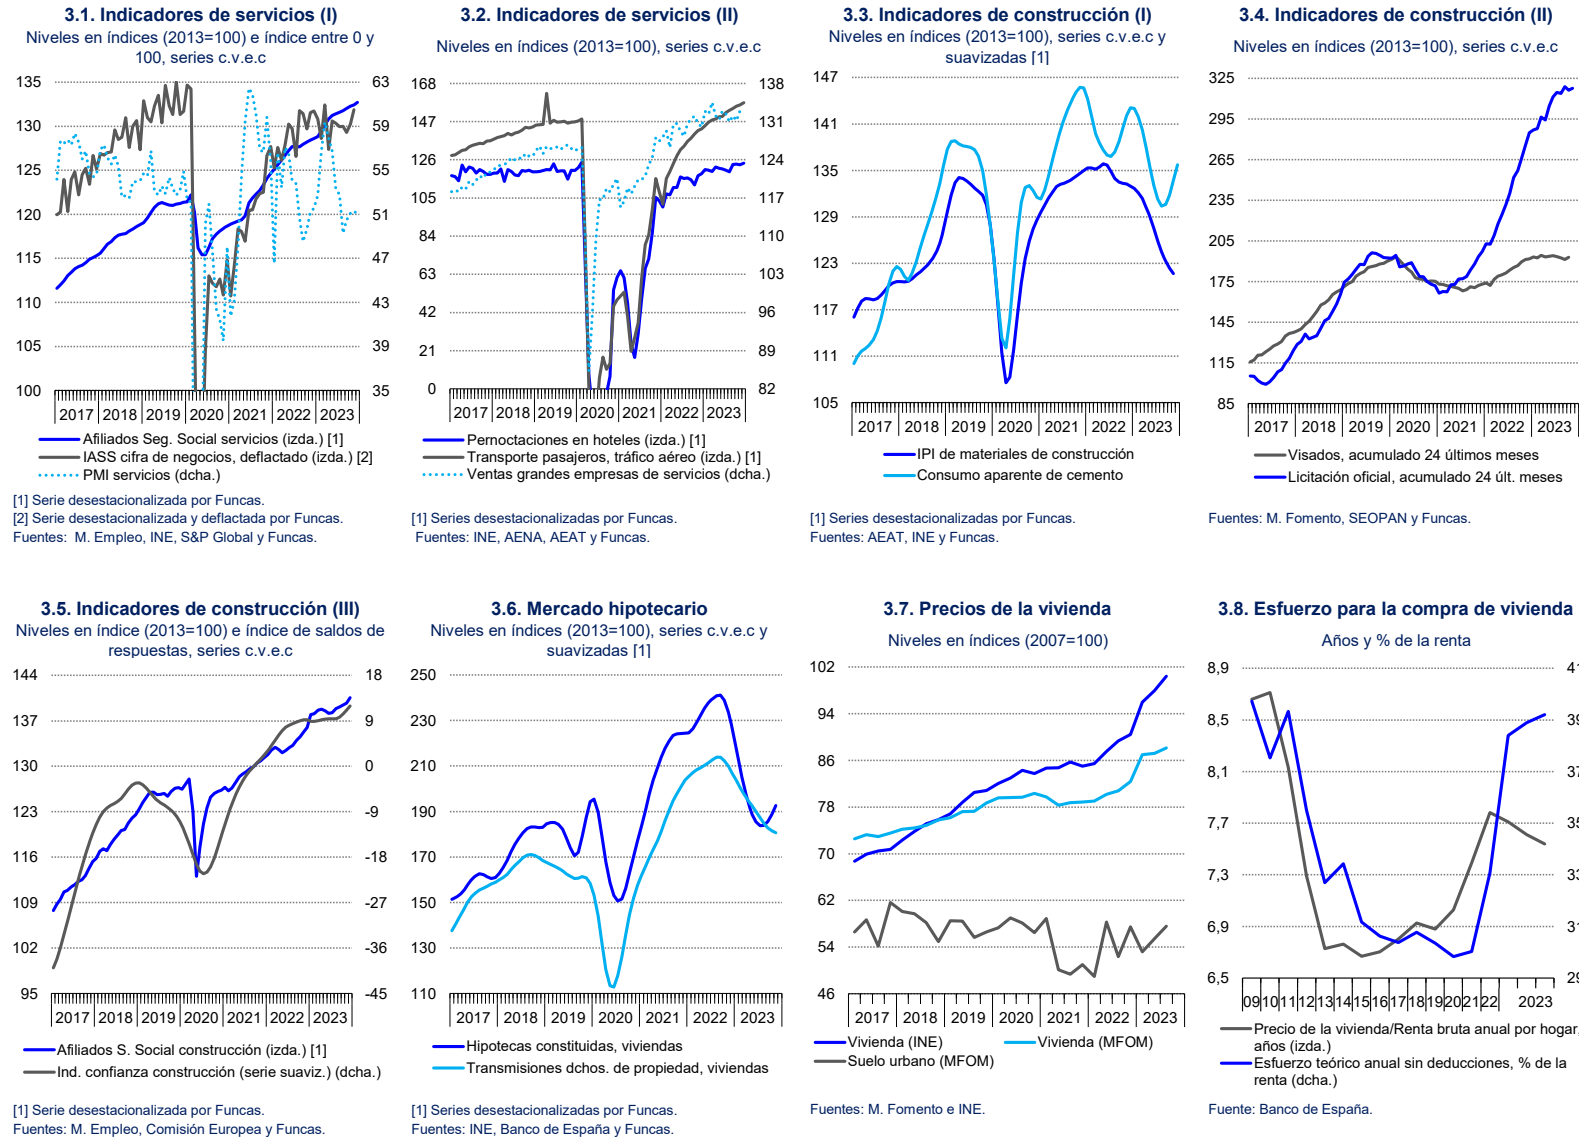 3.1. Indicadores de servicios (I)
Niveles en índices (2013=100) e índice entre 0 y
100, series c.v.e.c
135
130
125
120
115
110
105
100
63
59
55
51
47
43
39
35
2017 2018 2019 2020 2021 2022 2023
Afiliados Seg. Social servicios (izda.) [1]
IASS cifra de negocios, deflactado (izda.) [2]
PMI servicios (dcha.)
[1] Serie desestacionalizada por Funcas.
[2] Serie desestacionalizada y deflactada por Funcas.
Fuentes: M. Empleo, INE, S&P Global y Funcas.
3.2. Indicadores de servicios (II)
Niveles en índices (2013=100), series c.v.e.c
168
147
126
105
84
63
42
21
0
138
131
124
117
110
103
96
89
82
2017 2018 2019 2020 2021 2022 2023
Pernoctaciones en hoteles (izda.) [1]
Transporte pasajeros, tráfico aéreo (izda.) [1]
Ventas grandes empresas de servicios (dcha.)
[1] Series desestacionalizadas por Funcas.
Fuentes: INE, AENA, AEAT y Funcas.
3.3. Indicadores de construcción (I)
Niveles en índices (2013=100), series c.v.e.c y
suavizadas [1]
147
141
135
129
123
117
111
105
2017 2018 2019 2020 2021 2022 2023
IPI de materiales de construcción
Consumo aparente de cemento
[1] Series desestacionalizadas por Funcas.
Fuentes: AEAT, INE y Funcas.
3.4. Indicadores de construcción (II)
Niveles en índices (2013=100), series c.v.e.c
325
295
265
235
205
175
145
115
85
2017 2018 2019 2020 2021 2022 2023
Visados, acumulado 24 últimos meses
Licitación oficial, acumulado 24 últ. meses
Fuentes: M. Fomento, SEOPAN y Funcas.
3.5. Indicadores de construcción (III)
Niveles en índice (2013=100) e índice de saldos de
respuestas, series c.v.e.c
144
137
130
123
116
109
102
95
18
9
0
-9
-18
-27
-36
-45
2017 2018 2019 2020 2021 2022 2023
Afiliados S. Social construcción (izda.) [1]
Ind. confianza construcción (serie suaviz.) (dcha.)
[1] Serie desestacionalizada por Funcas.
Fuentes: M. Empleo, Comisión Europea y Funcas.
3.6. Mercado hipotecario
Niveles en índices (2013=100), series c.v.e.c y
suavizadas [1]
250
230
210
190
170
150
130
110
2017 2018 2019 2020 2021 2022 2023
Hipotecas constituidas, viviendas
Transmisiones dchos. de propiedad, viviendas
[1] Series desestacionalizadas por Funcas.
Fuentes: INE, Banco de España y Funcas.
3.7. Precios de la vivienda
Niveles en índices (2007=100)
102
94
86
78
70
62
54
46
2017 2018 2019 2020 2021 2022 2023
Vivienda (INE) Vivienda (MFOM)
Suelo urbano (MFOM)
Fuentes: M. Fomento e INE.
3.8. Esfuerzo para la compra de vivienda
Años y % de la renta
8,9
8,5
8,1
7,7
7,3
6,9
6,5
09 10 11 12 13 14 15 16 17 18 19 20 21 22 2023
Precio de la vivienda/Renta bruta anual por hogar,
años (izda.)
Esfuerzo teórico anual sin deducciones, % de la
renta (dcha.)
Fuente: Banco de España.